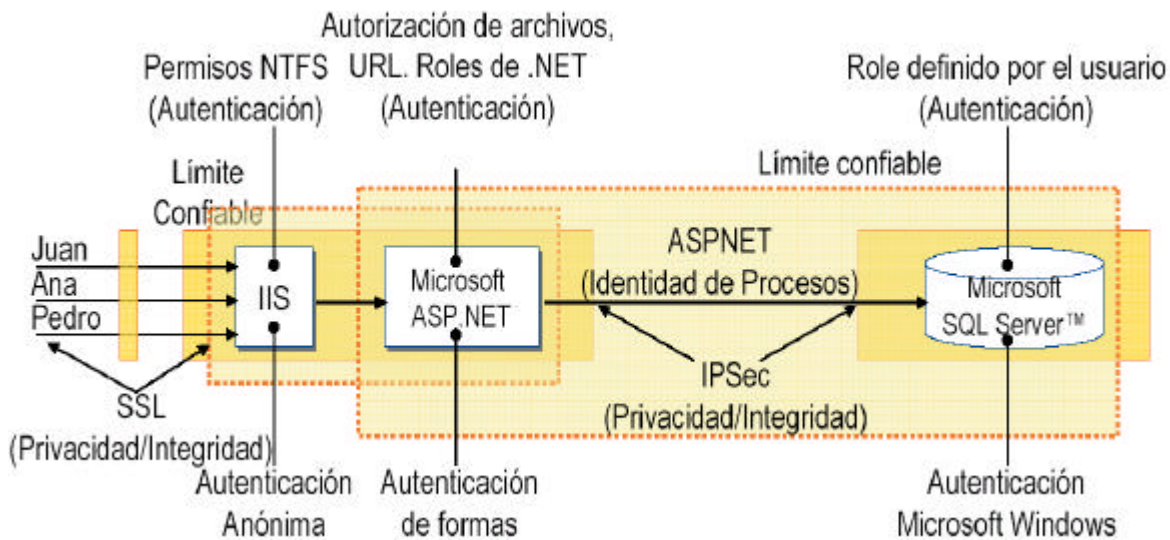 Autorización de archivos,
URL. Roles de .NET
(Autenticación)
Permisos NTFS
(Autenticación)
Role definido por el usuario
(Autenticación)
Límite
Confiable
Límite confiable
Juan
Ana
Pedro
IIS
Microsoft
ASP.NET
ASPNET
(Identidad de Procesos)
Microsoft
SQL Server™
SSL
(Privacidad/Integridad)
IPSec
(Privacidad/Integridad)
Autenticación
Anónima
Autenticación
de formas
Autenticación
Microsoft Windows